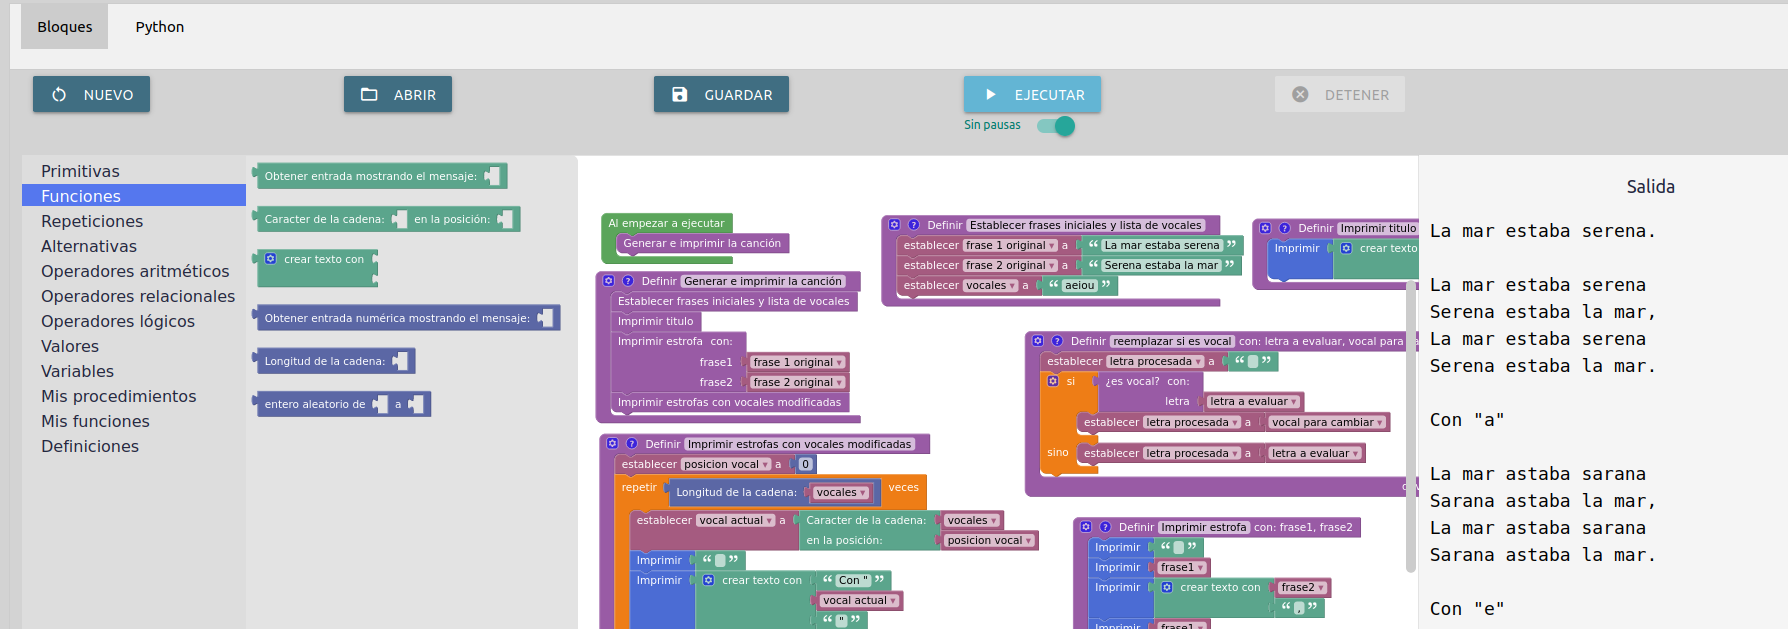 Bloques
Python
NUEVO
ABRIR
GUARDAR
EJECUTAR
DETENER
Sin pausas
Primitivas
Funciones
Repeticiones
Alternativas
Operadores aritméticos
Operadores relacionales
Operadores lógicos
Valores
Variables
Mis procedimientos
Mis funciones
Definiciones
Obtener entrada mostrando el mensaje:
Caracter de la cadena: en la posición:
crear texto con
Obtener entrada numérica mostrando el mensaje:
Longitud de la cadena:
entero aleatorio de a
Al empezar a ejecutar
Generar e imprimir la canción
? Definir Generar e imprimir la canción
Establecer frases iniciales y lista de vocales
Imprimir titulo
Imprimir estrofa con:
frase1 frase 1 original
frase2 frase 2 original
Imprimir estrofas con vocales modificadas
? Definir Imprimir estrofas con vocales modificadas
establecer posicion vocal a 0
repetir Longitud de la cadena: vocales veces
establecer vocal actual a Caracter de la cadena: vocales
en la posición: posicion vocal
Imprimir “ ”
Imprimir crear texto con “ Con " ”
vocal actual
“ " ”
? Definir Establecer frases iniciales y lista de vocales
establecer frase 1 original a “ La mar estaba serena ”
establecer frase 2 original a “ Serena estaba la mar ”
establecer vocales a “ aeiou ”
? Definir Imprimir titulo
Imprimir crear texto
? Definir reemplazar si es vocal con: letra a evaluar, vocal para
establecer letra procesada a “ ”
si ¿es vocal? con:
letra letra a evaluar
establecer letra procesada a vocal para cambiar
sino establecer letra procesada a letra a evaluar
? Definir Imprimir estrofa con: frase1, frase2
Imprimir “ ”
Imprimir frase1
Imprimir crear texto con frase2
“ , ”
Imprimir frase1
Salida
La mar estaba serena.
La mar estaba serena
Serena estaba la mar,
La mar estaba serena
Serena estaba la mar.
Con "a"
La mar astaba sarana
Sarana astaba la mar,
La mar astaba sarana
Sarana astaba la mar.
Con "e"